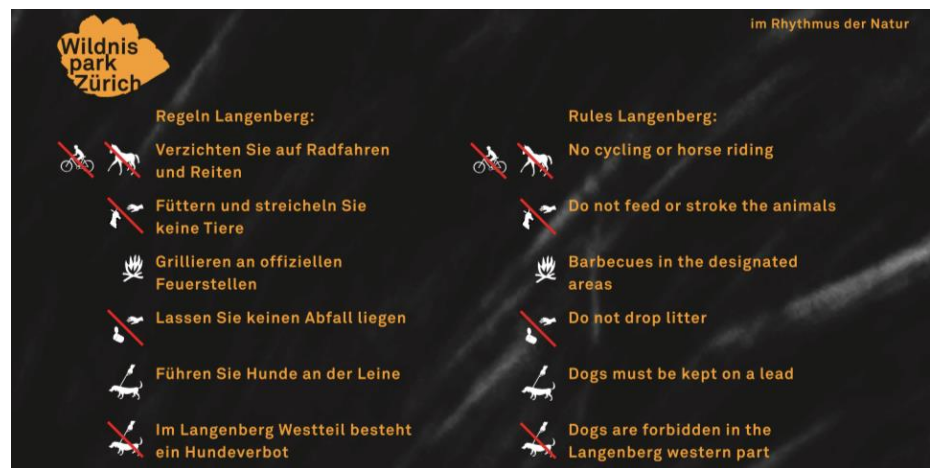 im Rhythmus der Natur
Wildnis
park
Zürich
Regeln Langenberg:
Verzichten Sie auf Radfahren
und Reiten
Füttern und streicheln Sie
keine Tiere
Grillieren an offiziellen
Feuerstellen
Lassen Sie keinen Abfall liegen
Führen Sie Hunde an der Leine
Im Langenberg Westteil besteht
ein Hundeverbot
Rules Langenberg:
No cycling or horse riding
Do not feed or stroke the animals
Barbecues in the designated
areas
Do not drop litter
Dogs must be kept on a lead
Dogs are forbidden in the
Langenberg western part